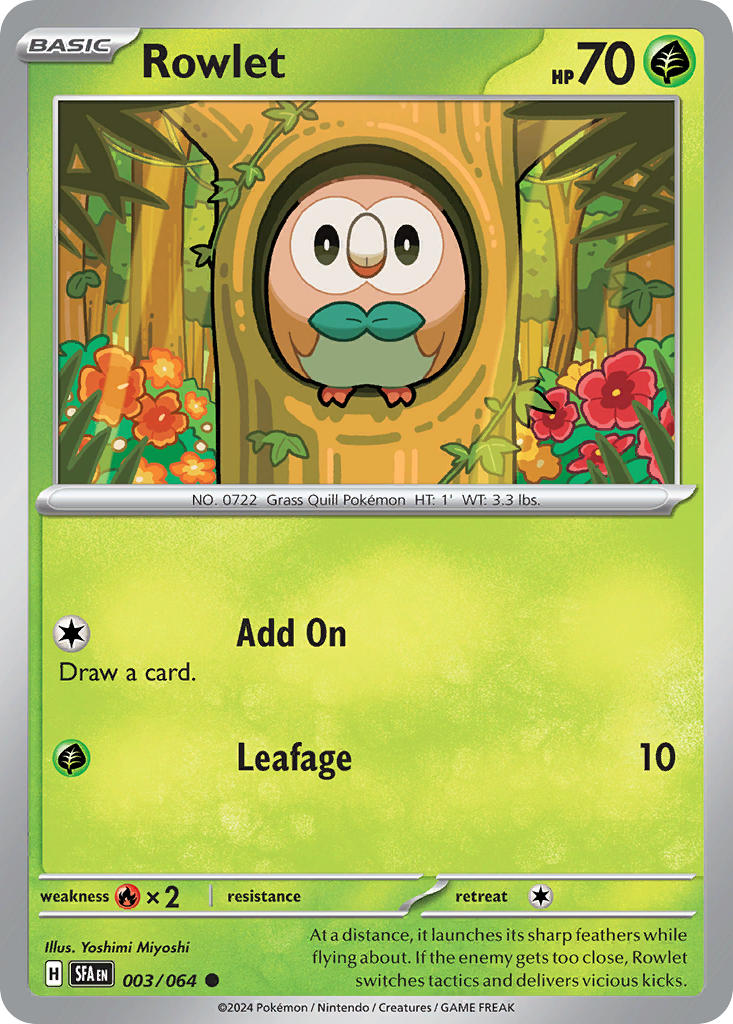 BASIC
Rowlet
HP 70
NO. 0722 Grass Quill Pokémon HT: 1' WT: 3.3 lbs.
Add On
Draw a card.
Leafage 10
weakness ×2 resistance retreat
Illus. Yoshimi Miyoshi
H SFA EN 003/064
At a distance, it launches its sharp feathers while
flying about. If the enemy gets too close, Rowlet
switches tactics and delivers vicious kicks.
©2024 Pokémon / Nintendo / Creatures / GAME FREAK